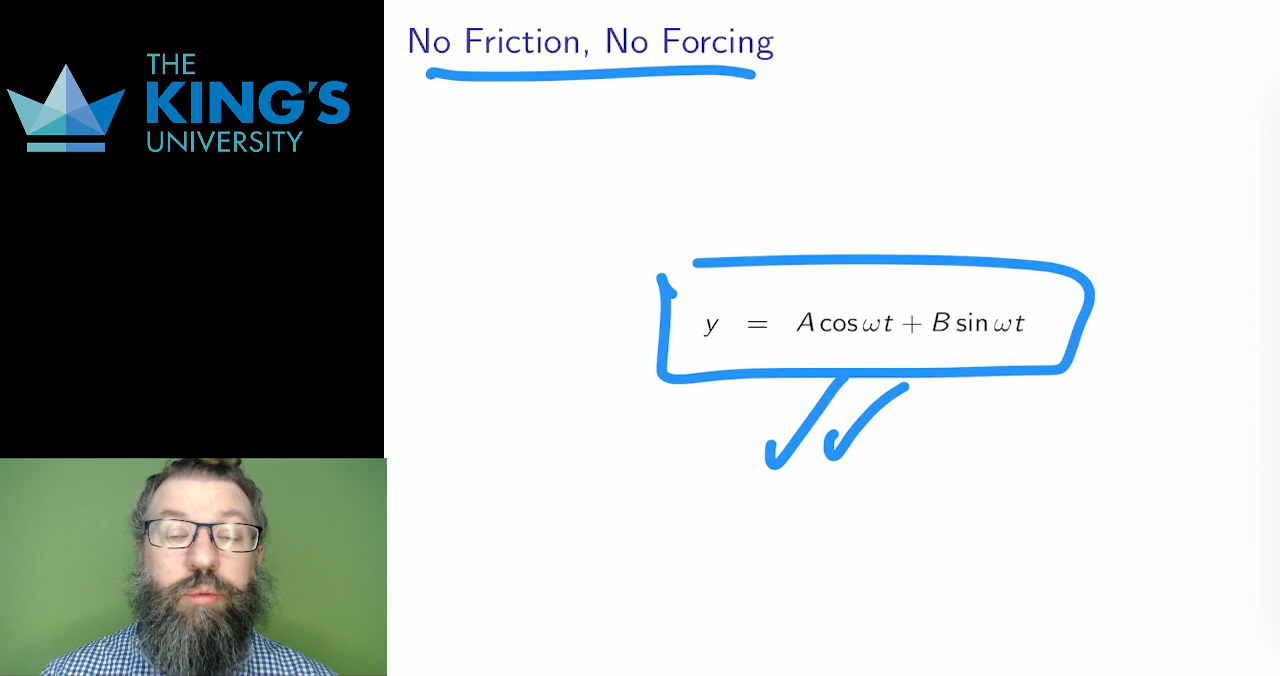 THE
KING'S
UNIVERSITY
No Friction, No Forcing
y = A cos ωt + B sin ωt